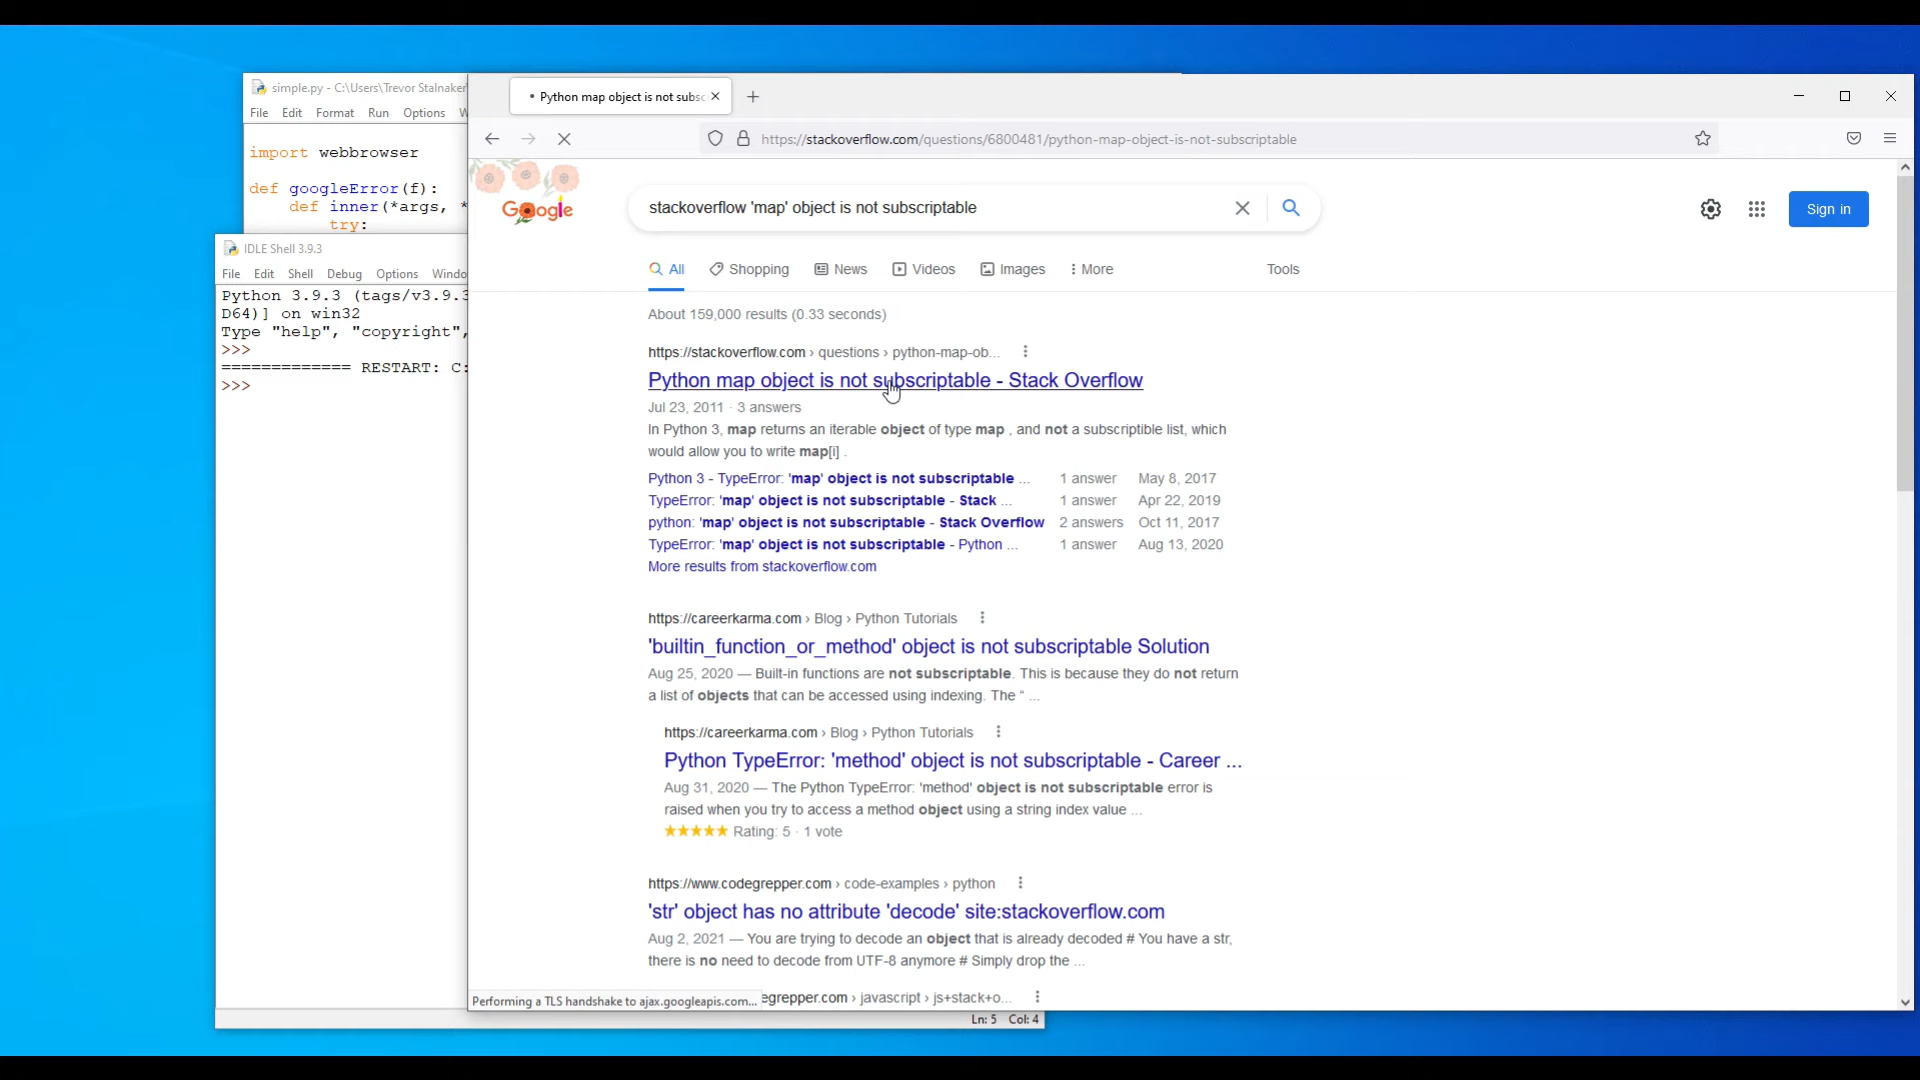 simple.py - C:\Users\Trevor Stalnaker
File Edit Format Run Options W
import webbrowser
def googleError(f):
def inner(*args, *
try:
IDLE Shell 3.9.3
File Edit Shell Debug Options Windo
Python 3.9.3 (tags/v3.9.3
D64)] on win32
Type "help", "copyright",
>>>
============= RESTART: C:
>>>
Ln: 5 Col: 4
Python map object is not subsc
https://stackoverflow.com/questions/6800481/python-map-object-is-not-subscriptable
Google
stackoverflow 'map' object is not subscriptable
Sign in
All Shopping News Videos Images More Tools
About 159,000 results (0.33 seconds)
https://stackoverflow.com › questions › python-map-ob...
Python map object is not subscriptable - Stack Overflow
Jul 23, 2011 · 3 answers
In Python 3, map returns an iterable object of type map , and not a subscriptible list, which
would allow you to write map[i] .
Python 3 - TypeError: 'map' object is not subscriptable ... 1 answer May 8, 2017
TypeError: 'map' object is not subscriptable - Stack ... 1 answer Apr 22, 2019
python: 'map' object is not subscriptable - Stack Overflow 2 answers Oct 11, 2017
TypeError: 'map' object is not subscriptable - Python ... 1 answer Aug 13, 2020
More results from stackoverflow.com
https://careerkarma.com › Blog › Python Tutorials
'builtin_function_or_method' object is not subscriptable Solution
Aug 25, 2020 — Built-in functions are not subscriptable. This is because they do not return
a list of objects that can be accessed using indexing. The “ ...
https://careerkarma.com › Blog › Python Tutorials
Python TypeError: 'method' object is not subscriptable - Career ...
Aug 31, 2020 — The Python TypeError: 'method' object is not subscriptable error is
raised when you try to access a method object using a string index value ...
Rating: 5 · 1 vote
https://www.codegrepper.com › code-examples › python
'str' object has no attribute 'decode' site:stackoverflow.com
Aug 2, 2021 — You are trying to decode an object that is already decoded # You have a str,
there is no need to decode from UTF-8 anymore # Simply drop the ...
egrepper.com › javascript › js+stack+o...
Performing a TLS handshake to ajax.googleapis.com...